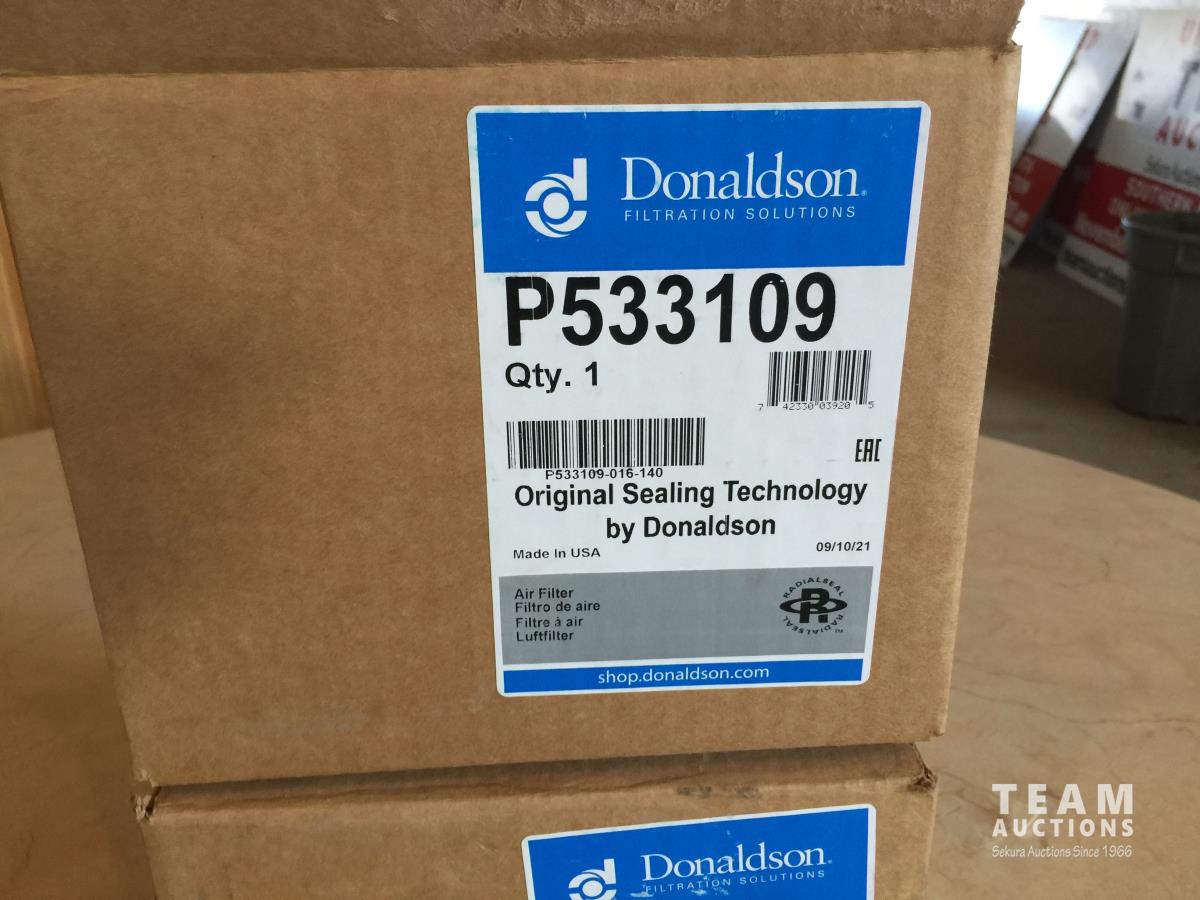 Donaldson®
FILTRATION SOLUTIONS
P533109
Qty. 1
7 42330 03920 5
P533109-016-140
EAC
Original Sealing Technology
by Donaldson
Made In USA
09/10/21
Air Filter
Filtro de aire
Filtre à air
Luftfilter
RADIALSEAL
RADIALSEAL™
shop.donaldson.com
Donaldson®
FILTRATION SOLUTIONS
TEAM
AUCTIONS
Sekura Auctions Since 1966
SOUTHERN